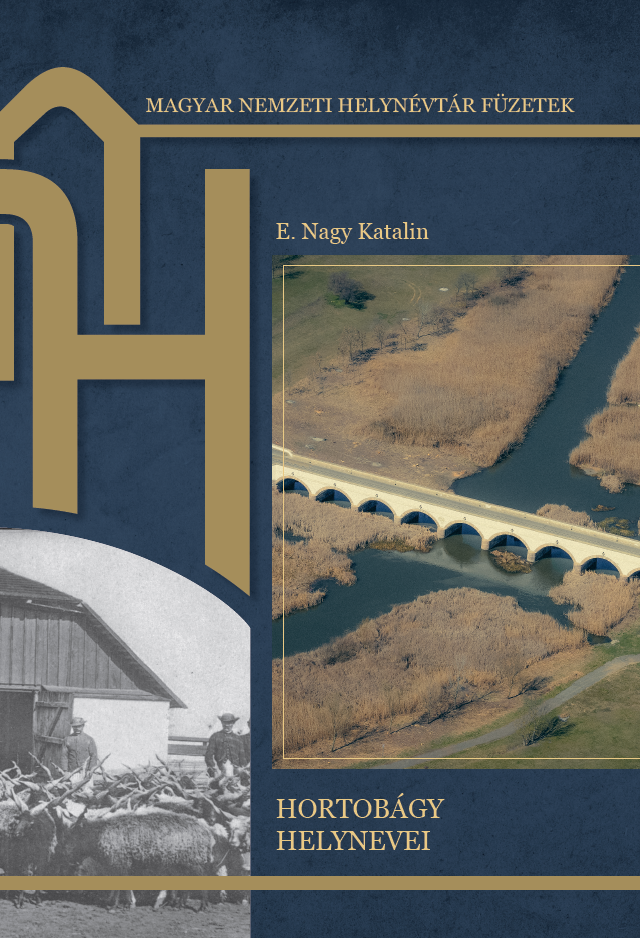 MAGYAR NEMZETI HELYNÉVTÁR FÜZETEK
E. Nagy Katalin
HORTOBÁGY
HELYNEVEI